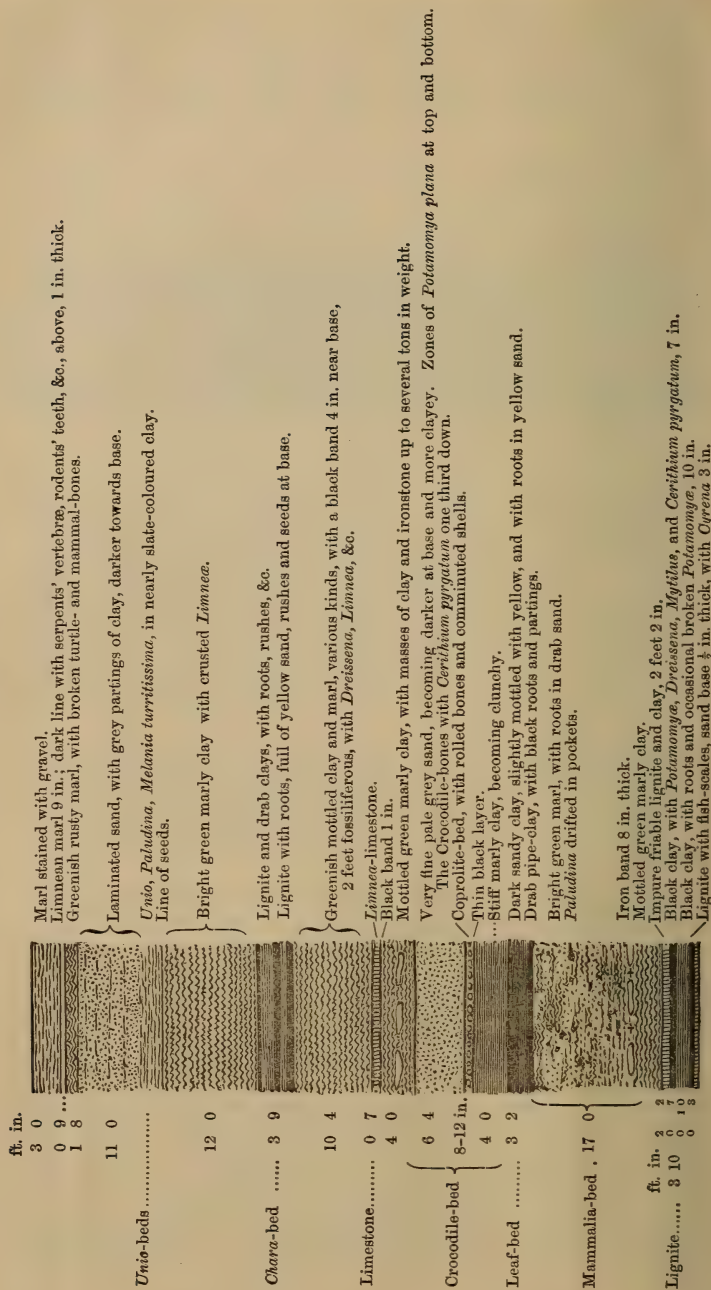 ft. in.
3 0 Marl stained with gravel.
0 9 ... Limnean marl 9 in.; dark line with serpents' vertebræ, rodents' teeth, &c., above, 1 in. thick.
1 8 Greenish rusty marl, with broken turtle- and mammal-bones.
11 0 Laminated sand, with grey partings of clay, darker towards base.
Unio-beds .................... Unio, Paludina, Melania turritissima, in nearly slate-coloured clay.
Line of seeds.
12 0 Bright green marly clay with crusted Limneæ.
Chara-bed ...... 3 9 Lignite and drab clays, with roots, rushes, &c.
Lignite with roots, full of yellow sand, rushes and seeds at base.
10 4 Greenish mottled clay and marl, various kinds, with a black band 4 in. near base,
2 feet fossiliferous, with Dreissena, Limnea, &c.
Limestone......... 0 7 Limnea-limestone.
Black band 1 in.
4 0 Mottled green marly clay, with masses of clay and ironstone up to several tons in weight.
6 4 Very fine pale grey sand, becoming darker at base and more clayey. Zones of Potamomya plana at top and bottom.
The Crocodile-bones with Cerithium pyrgatum one third down.
Crocodile-bed 8-12 in. Coprolite-bed, with rolled bones and comminuted shells.
Thin black layer.
4 0 ...Stiff marly clay, becoming clunchy.
Leaf-bed ......... 3 2 Dark sandy clay, slightly mottled with yellow, and with roots in yellow sand.
Drab pipe-clay, with black roots and partings.
Mammalia-bed . 17 0 Bright green marl, with roots in drab sand.
Paludina drifted in pockets.
Iron band 8 in. thick.
Mottled green marly clay.
ft. in.
Lignite...... 3 10
2 2 Impure friable lignite and clay, 2 feet 2 in.
0 7 Black clay, with Potamomyæ, Dreissena, Mytilus, and Cerithium pyrgatum, 7 in.
0 10 Black clay, with roots and occasional broken Potamomyæ, 10 in.
0 3 Lignite with fish-scales, sand base ½ in. thick, with Cyrena 3 in.